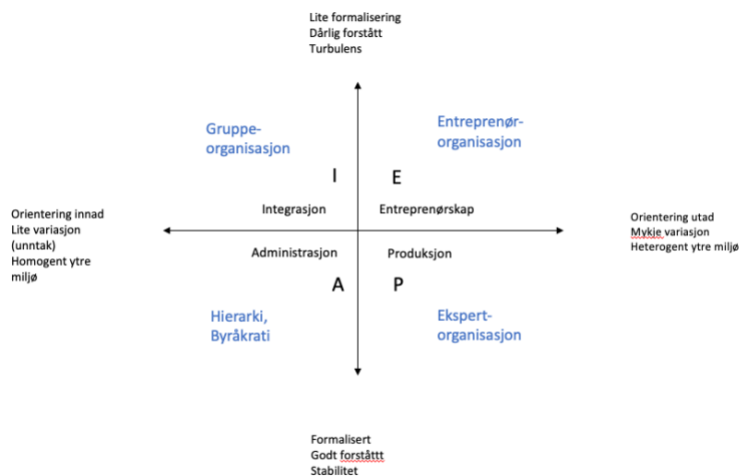 Lite formalisering
Dårlig forstått
Turbulens
Gruppe-
organisasjon
Entreprenør-
organisasjon
I
E
Integrasjon
Entreprenørskap
Orientering innad
Lite variasjon
(unntak)
Homogent ytre
miljø
Orientering utad
Mykje variasjon
Heterogent ytre miljø
Administrasjon
Produksjon
A
P
Hierarki,
Byråkrati
Ekspert-
organisasjon
Formalisert
Godt forståttt
Stabilitet